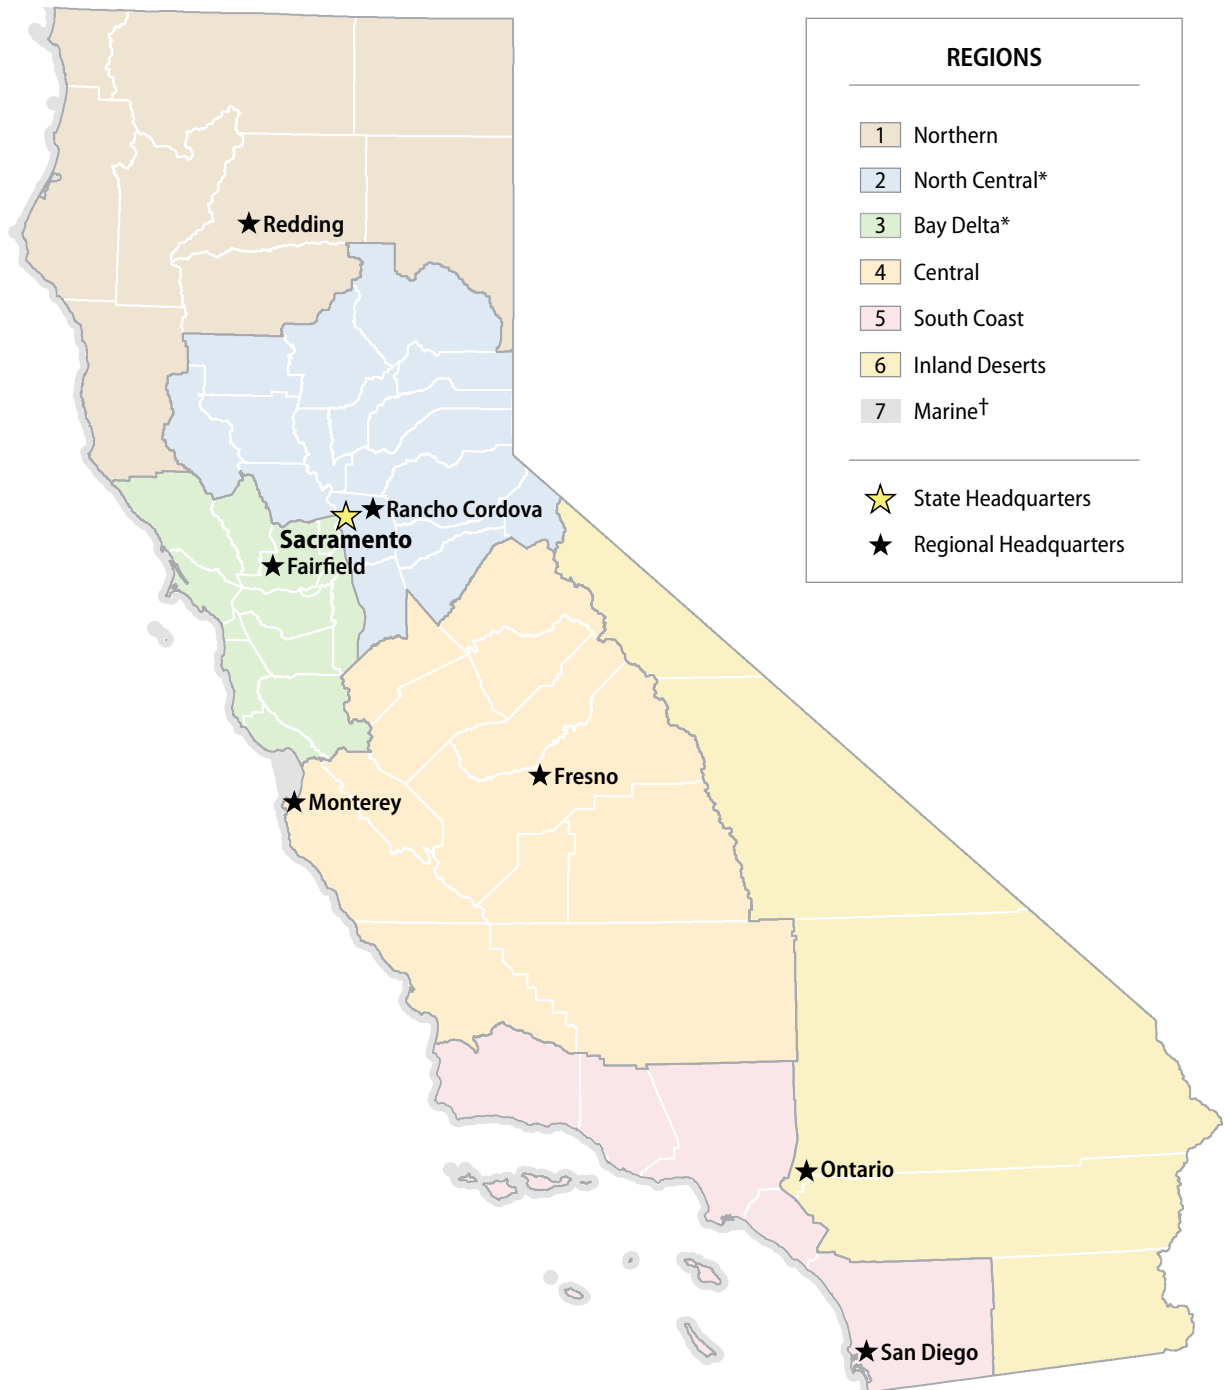 REGIONS
1 Northern
2 North Central*
3 Bay Delta*
4 Central
5 South Coast
6 Inland Deserts
7 Marine†
State Headquarters
Regional Headquarters
Redding
Rancho Cordova
Sacramento
Fairfield
Fresno
Monterey
Ontario
San Diego